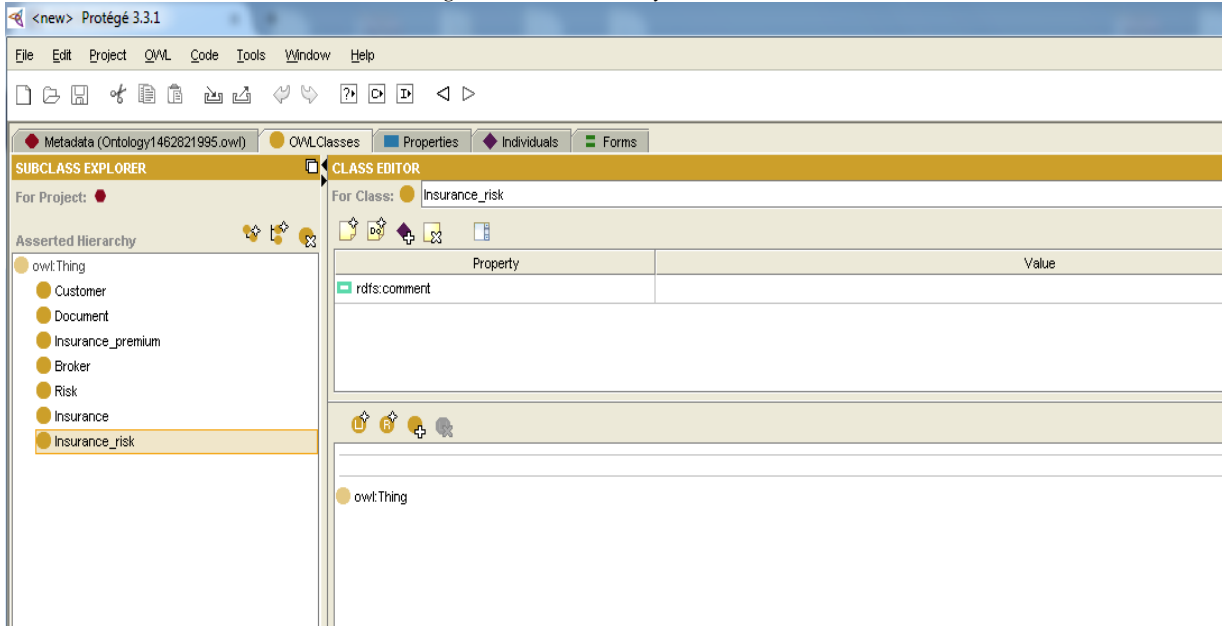 <new> Protégé 3.3.1
File Edit Project OWL Code Tools Window Help
Metadata (Ontology1462821995.owl) OWLClasses Properties Individuals Forms
SUBCLASS EXPLORER
For Project:
Asserted Hierarchy
owl:Thing
Customer
Document
Insurance_premium
Broker
Risk
Insurance
Insurance_risk
CLASS EDITOR
For Class: Insurance_risk
Property Value
rdfs:comment
owl:Thing